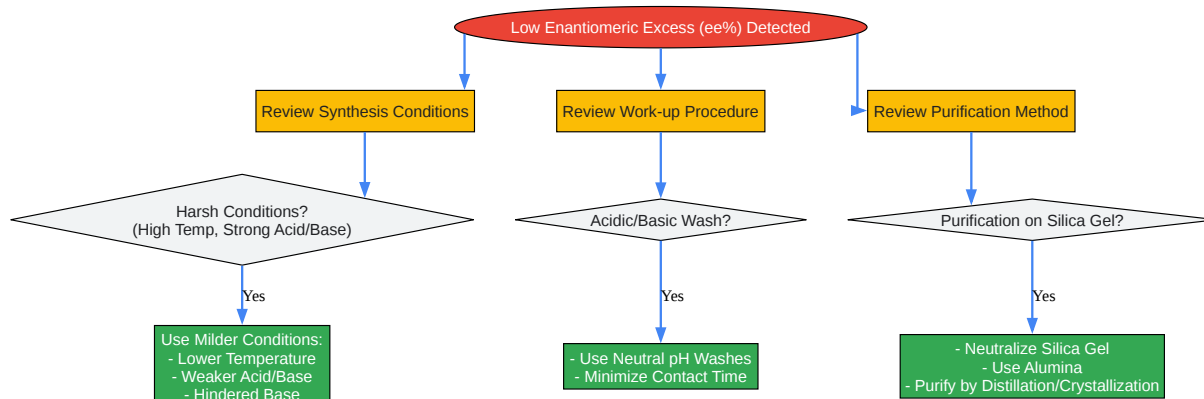 Low Enantiomeric Excess (ee%) Detected
Review Synthesis Conditions
Review Work-up Procedure
Review Purification Method
Harsh Conditions?
(High Temp, Strong Acid/Base)
Acidic/Basic Wash?
Purification on Silica Gel?
Yes
Yes
Yes
Use Milder Conditions:
- Lower Temperature
- Weaker Acid/Base
- Hindered Base
- Use Neutral pH Washes
- Minimize Contact Time
- Neutralize Silica Gel
- Use Alumina
- Purify by Distillation/Crystallization